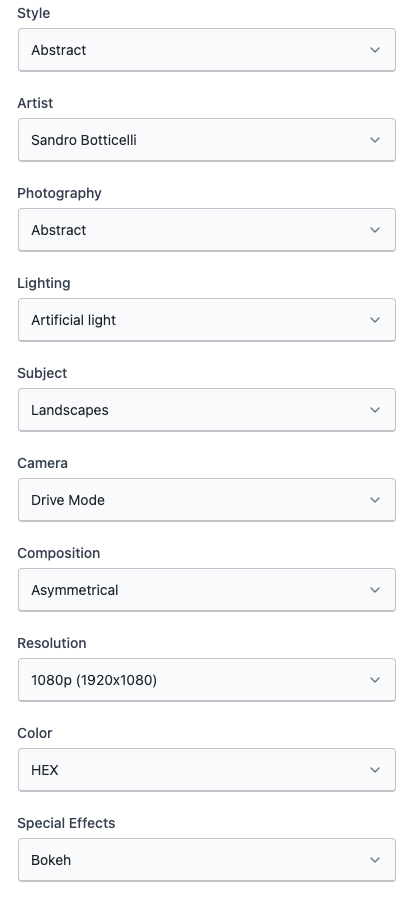 Style
Abstract
Artist
Sandro Botticelli
Photography
Abstract
Lighting
Artificial light
Subject
Landscapes
Camera
Drive Mode
Composition
Asymmetrical
Resolution
1080p (1920x1080)
Color
HEX
Special Effects
Bokeh